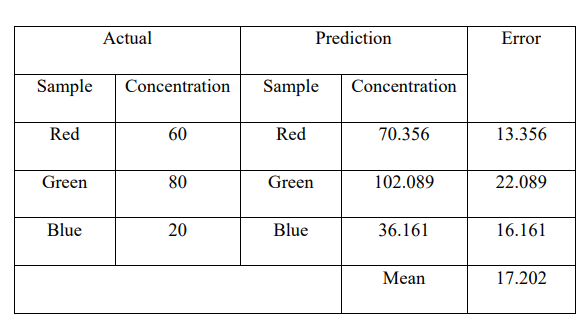 Actual Prediction Error
Sample Concentration Sample Concentration
Red 60 Red 70.356 13.356
Green 80 Green 102.089 22.089
Blue 20 Blue 36.161 16.161
Mean 17.202